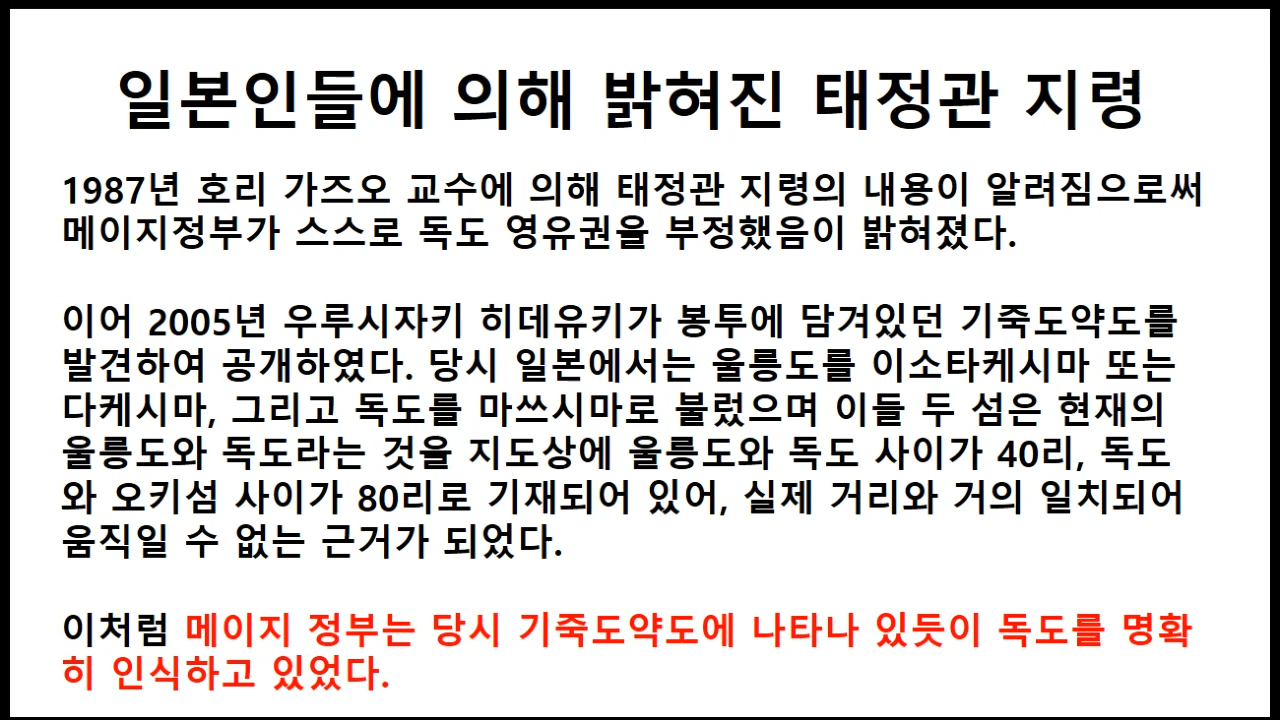 일본인들에 의해 밝혀진 태정관 지령
1987년 호리 가즈오 교수에 의해 태정관 지령의 내용이 알려짐으로써
메이지정부가 스스로 독도 영유권을 부정했음이 밝혀졌다.
이어 2005년 우루시자키 히데유키가 봉투에 담겨있던 기죽도약도를
발견하여 공개하였다. 당시 일본에서는 울릉도를 이소타케시마 또는
다케시마, 그리고 독도를 마쓰시마로 불렀으며 이들 두 섬은 현재의
울릉도와 독도라는 것을 지도상에 울릉도와 독도 사이가 40리, 독도
와 오키섬 사이가 80리로 기재되어 있어, 실제 거리와 거의 일치되어
움직일 수 없는 근거가 되었다.
이처럼 메이지 정부는 당시 기죽도약도에 나타나 있듯이 독도를 명확
히 인식하고 있었다.